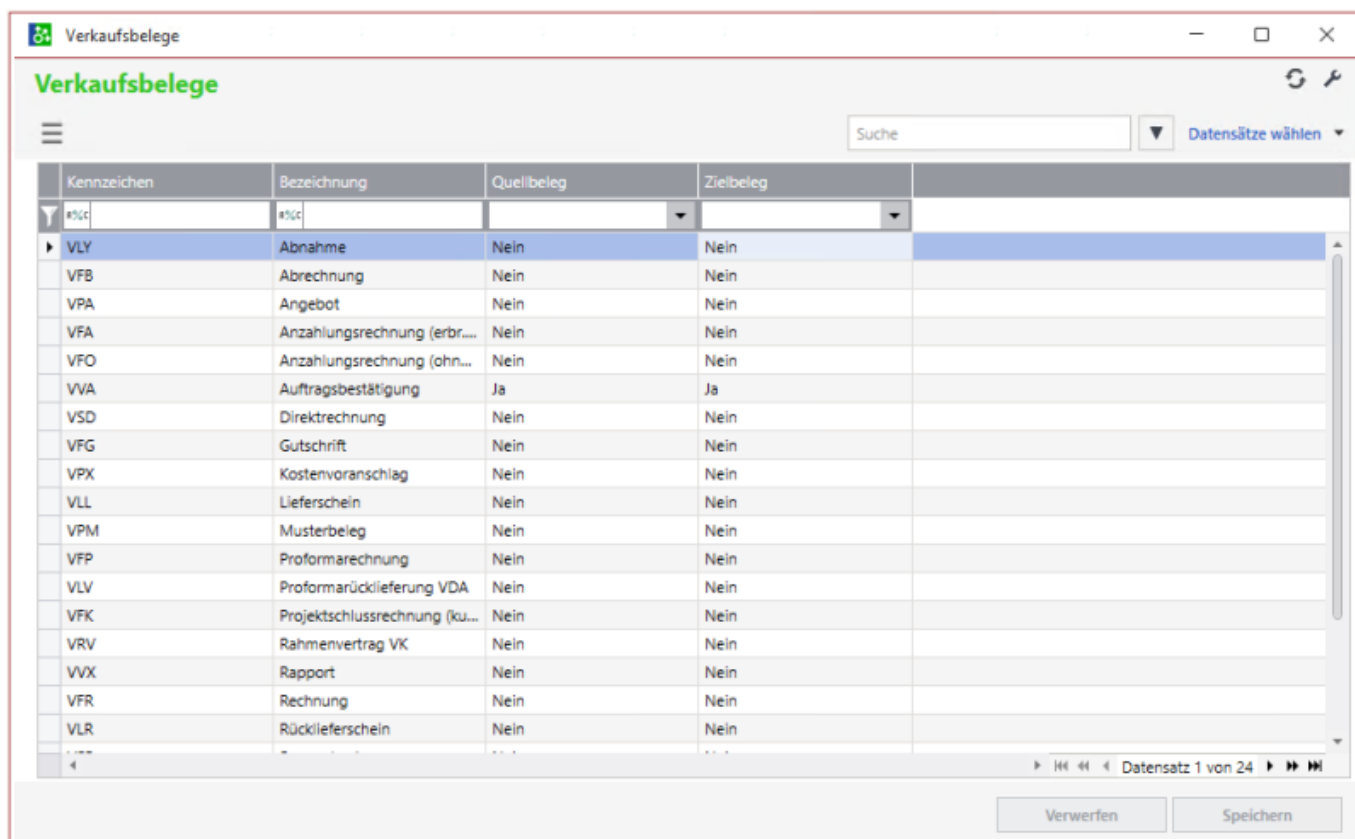 Verkaufsbelege
Verkaufsbelege
Suche Datensätze wählen
Kennzeichen Bezeichnung Quellbeleg Zielbeleg
VLY Abnahme Nein Nein
VFB Abrechnung Nein Nein
VPA Angebot Nein Nein
VFA Anzahlungsrechnung (erbr.... Nein Nein
VFO Anzahlungsrechnung (ohn... Nein Nein
VVA Auftragsbestätigung Ja Ja
VSD Direktrechnung Nein Nein
VFG Gutschrift Nein Nein
VPX Kostenvoranschlag Nein Nein
VLL Lieferschein Nein Nein
VPM Musterbeleg Nein Nein
VFP Proformarechnung Nein Nein
VLV Proformarücklieferung VDA Nein Nein
VFK Projektschlussrechnung (ku... Nein Nein
VRV Rahmenvertrag VK Nein Nein
VVX Rapport Nein Nein
VFR Rechnung Nein Nein
VLR Rücklieferschein Nein Nein
Datensatz 1 von 24
Verwerfen Speichern